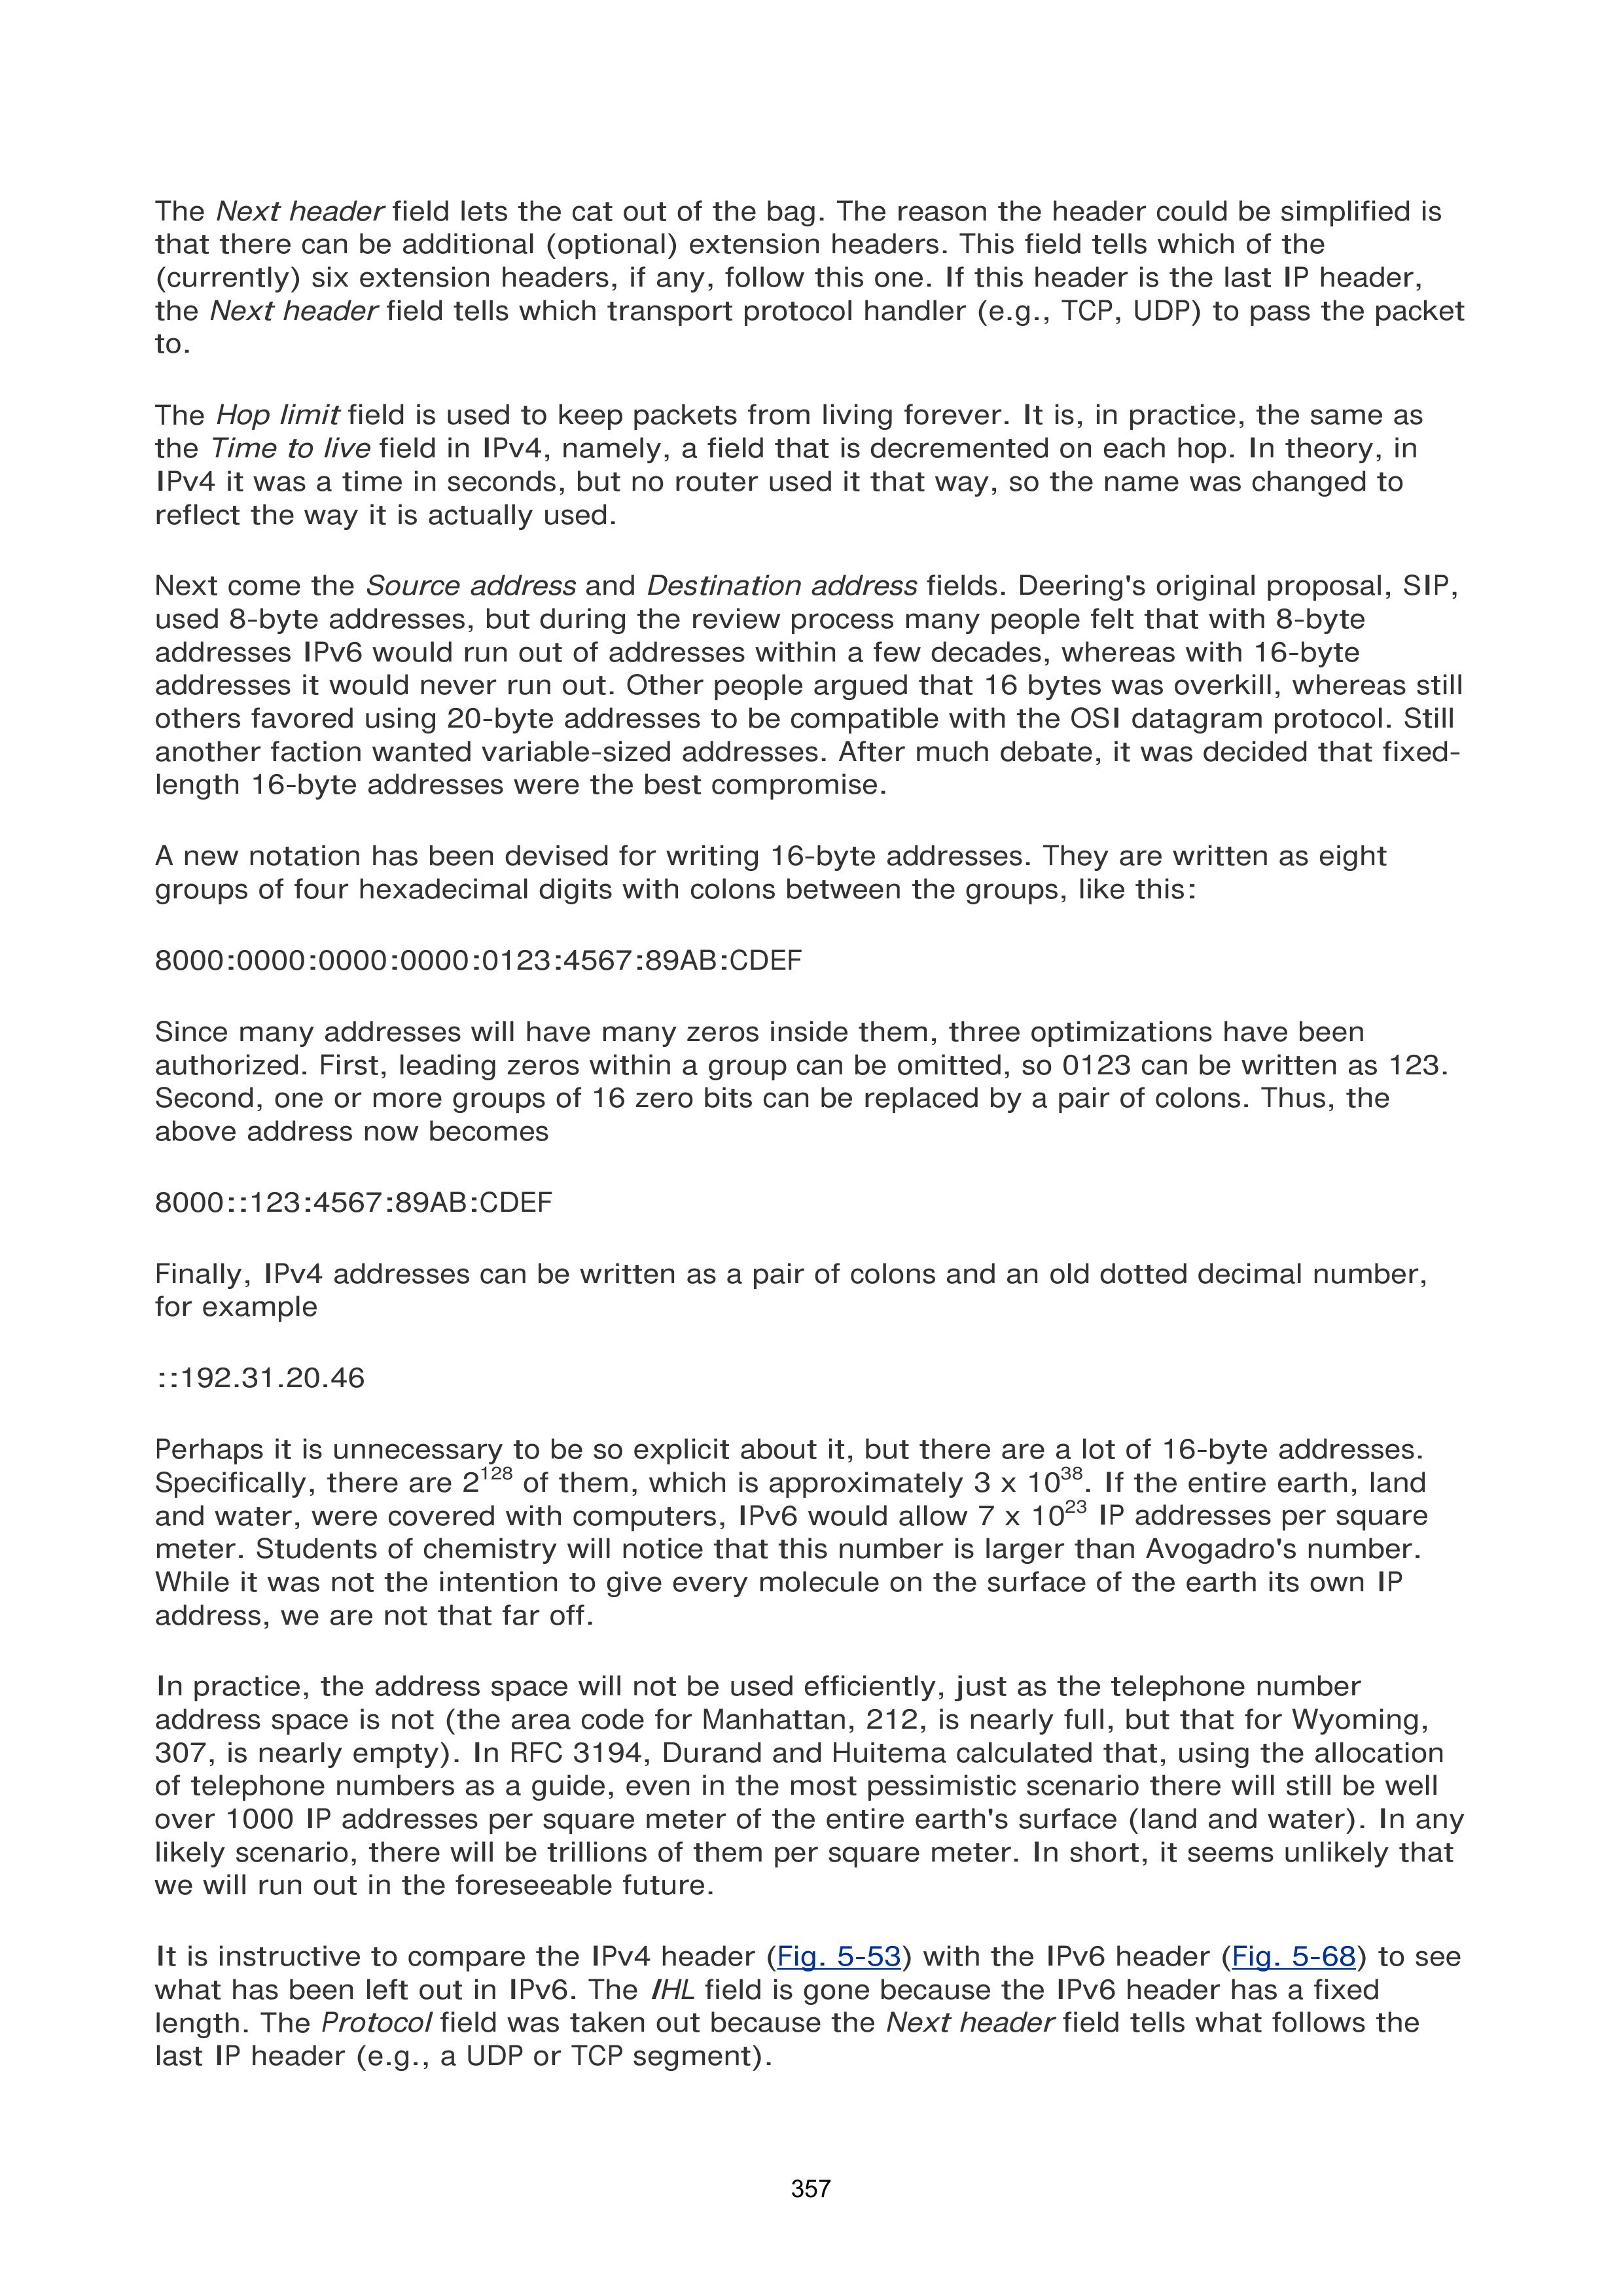 The Next header field lets the cat out of the bag. The reason the header could be simplified is
that there can be additional (optional) extension headers. This field tells which of the
(currently) six extension headers, if any, follow this one. If this header is the last IP header,
the Next header field tells which transport protocol handler (e.g., TCP, UDP) to pass the packet
to.
The Hop limit field is used to keep packets from living forever. It is, in practice, the same as
the Time to live field in IPv4, namely, a field that is decremented on each hop. In theory, in
IPv4 it was a time in seconds, but no router used it that way, so the name was changed to
reflect the way it is actually used.
Next come the Source address and Destination address fields. Deering's original proposal, SIP,
used 8-byte addresses, but during the review process many people felt that with 8-byte
addresses IPv6 would run out of addresses within a few decades, whereas with 16-byte
addresses it would never run out. Other people argued that 16 bytes was overkill, whereas still
others favored using 20-byte addresses to be compatible with the OSI datagram protocol. Still
another faction wanted variable-sized addresses. After much debate, it was decided that fixed-
length 16-byte addresses were the best compromise.
A new notation has been devised for writing 16-byte addresses. They are written as eight
groups of four hexadecimal digits with colons between the groups, like this:
8000:0000:0000:0000:0123:4567:89AB:CDEF
Since many addresses will have many zeros inside them, three optimizations have been
authorized. First, leading zeros within a group can be omitted, so 0123 can be written as 123.
Second, one or more groups of 16 zero bits can be replaced by a pair of colons. Thus, the
above address now becomes
8000::123:4567:89AB:CDEF
Finally, IPv4 addresses can be written as a pair of colons and an old dotted decimal number,
for example
::192.31.20.46
Perhaps it is unnecessary to be so explicit about it, but there are a lot of 16-byte addresses.
Specifically, there are 2^128 of them, which is approximately 3 x 10^38. If the entire earth, land
and water, were covered with computers, IPv6 would allow 7 x 10^23 IP addresses per square
meter. Students of chemistry will notice that this number is larger than Avogadro's number.
While it was not the intention to give every molecule on the surface of the earth its own IP
address, we are not that far off.
In practice, the address space will not be used efficiently, just as the telephone number
address space is not (the area code for Manhattan, 212, is nearly full, but that for Wyoming,
307, is nearly empty). In RFC 3194, Durand and Huitema calculated that, using the allocation
of telephone numbers as a guide, even in the most pessimistic scenario there will still be well
over 1000 IP addresses per square meter of the entire earth's surface (land and water). In any
likely scenario, there will be trillions of them per square meter. In short, it seems unlikely that
we will run out in the foreseeable future.
It is instructive to compare the IPv4 header (Fig. 5-53) with the IPv6 header (Fig. 5-68) to see
what has been left out in IPv6. The IHL field is gone because the IPv6 header has a fixed
length. The Protocol field was taken out because the Next header field tells what follows the
last IP header (e.g., a UDP or TCP segment).
357